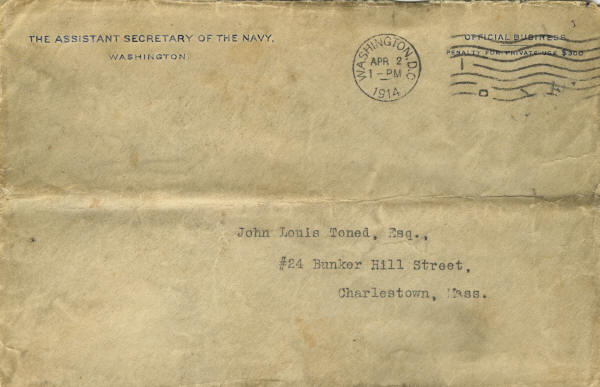 THE ASSISTANT SECRETARY OF THE NAVY,
WASHINGTON.
WASHINGTON, D.C.
APR 2
1-PM
1914
OFFICIAL BUSINESS.
PENALTY FOR PRIVATE USE $300
John Louis Toned, Esq.,
#24 Bunker Hill Street,
Charlestown, Mass.